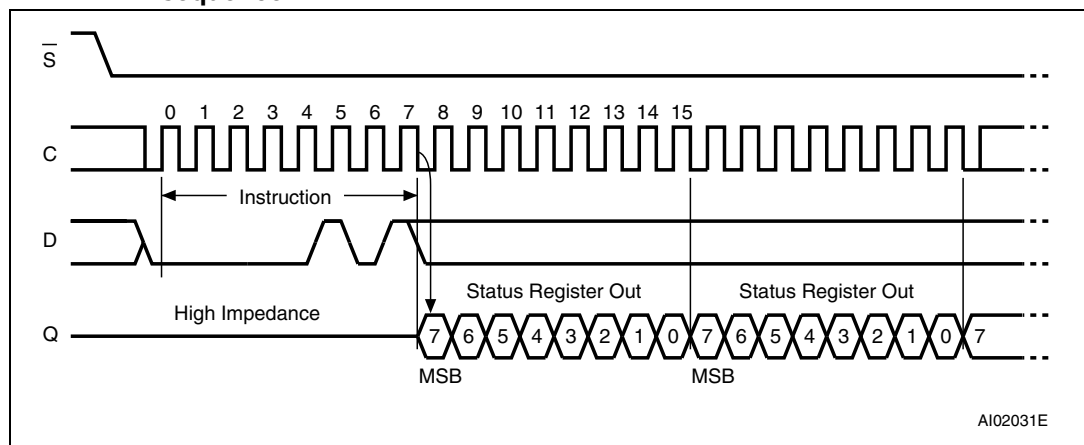 S
0 1 2 3 4 5 6 7 8 9 10 11 12 13 14 15
C
Instruction
D
Status Register Out Status Register Out
High Impedance
Q 7 6 5 4 3 2 1 0 7 6 5 4 3 2 1 0 7
MSB MSB
AI02031E